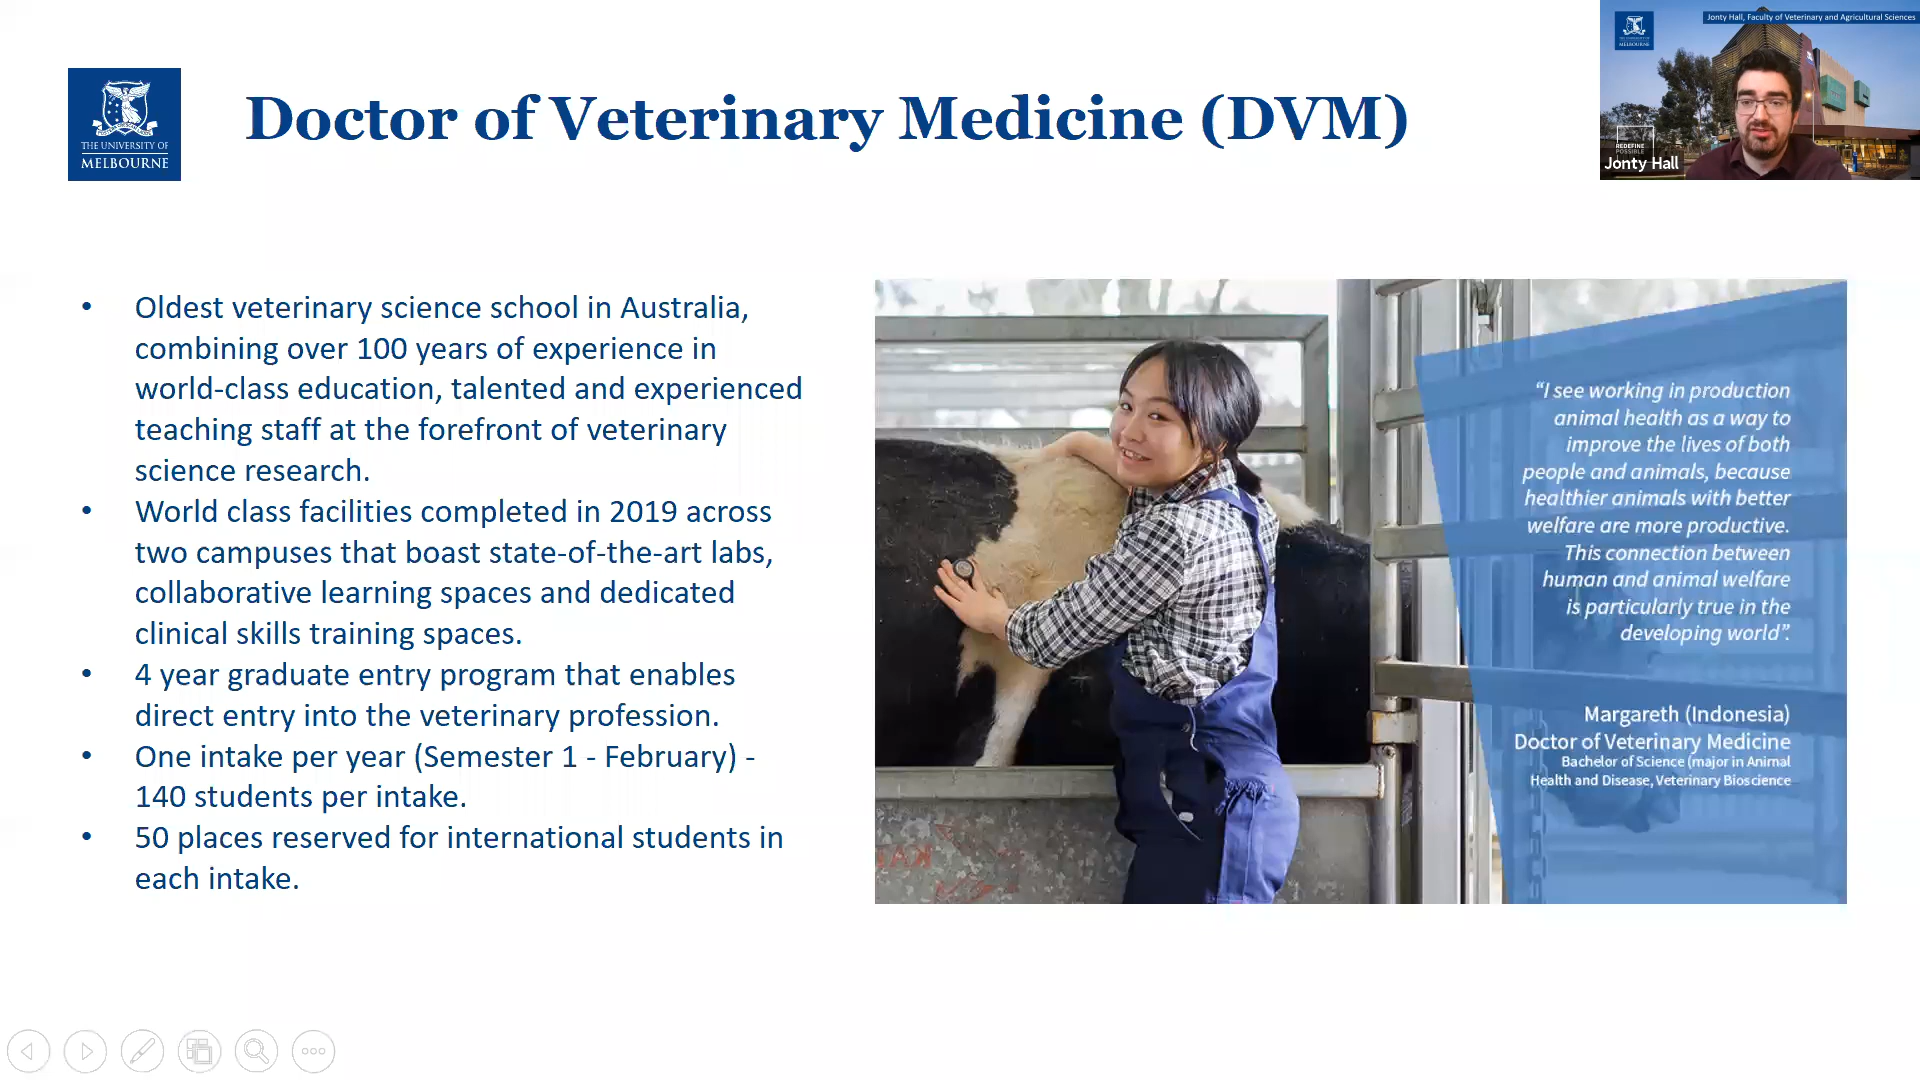 Jonty Hall, Faculty of Veterinary and Agricultural Sciences
THE UNIVERSITY OF
MELBOURNE
Doctor of Veterinary Medicine (DVM)
REDEFINE
POSSIBLE
Jonty Hall
• Oldest veterinary science school in Australia,
combining over 100 years of experience in
world-class education, talented and experienced
teaching staff at the forefront of veterinary
science research.
• World class facilities completed in 2019 across
two campuses that boast state-of-the-art labs,
collaborative learning spaces and dedicated
clinical skills training spaces.
• 4 year graduate entry program that enables
direct entry into the veterinary profession.
• One intake per year (Semester 1 - February) -
140 students per intake.
• 50 places reserved for international students in
each intake.
“I see working in production
animal health as a way to
improve the lives of both
people and animals, because
healthier animals with better
welfare are more productive.
This connection between
human and animal welfare
is particularly true in the
developing world”.
Margareth (Indonesia)
Doctor of Veterinary Medicine
Bachelor of Science (major in Animal
Health and Disease, Veterinary Bioscience